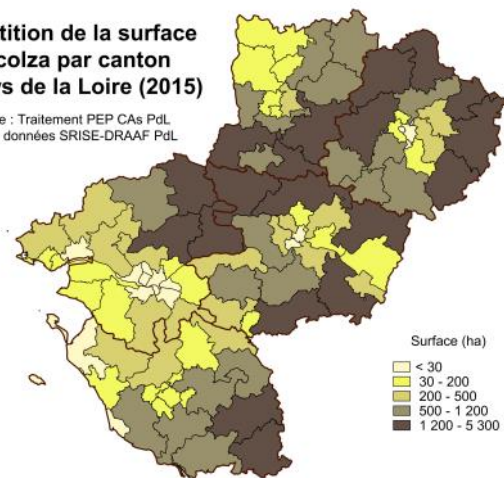 tition de la surface
colza par canton
s de la Loire (2015)
e : Traitement PEP CAs PdL
données SRISE-DRAAF PdL
Surface (ha)
< 30
30 - 200
200 - 500
500 - 1 200
1 200 - 5 300